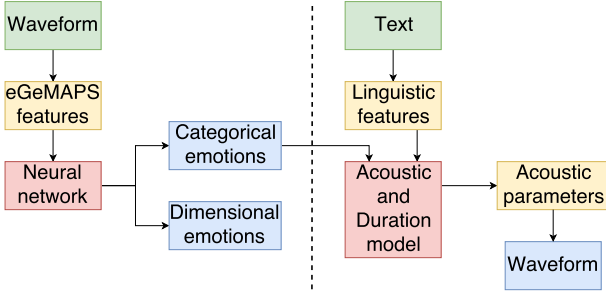 Waveform
eGeMAPS
features
Neural
network
Categorical
emotions
Dimensional
emotions
Text
Linguistic
features
Acoustic
and
Duration
model
Acoustic
parameters
Waveform